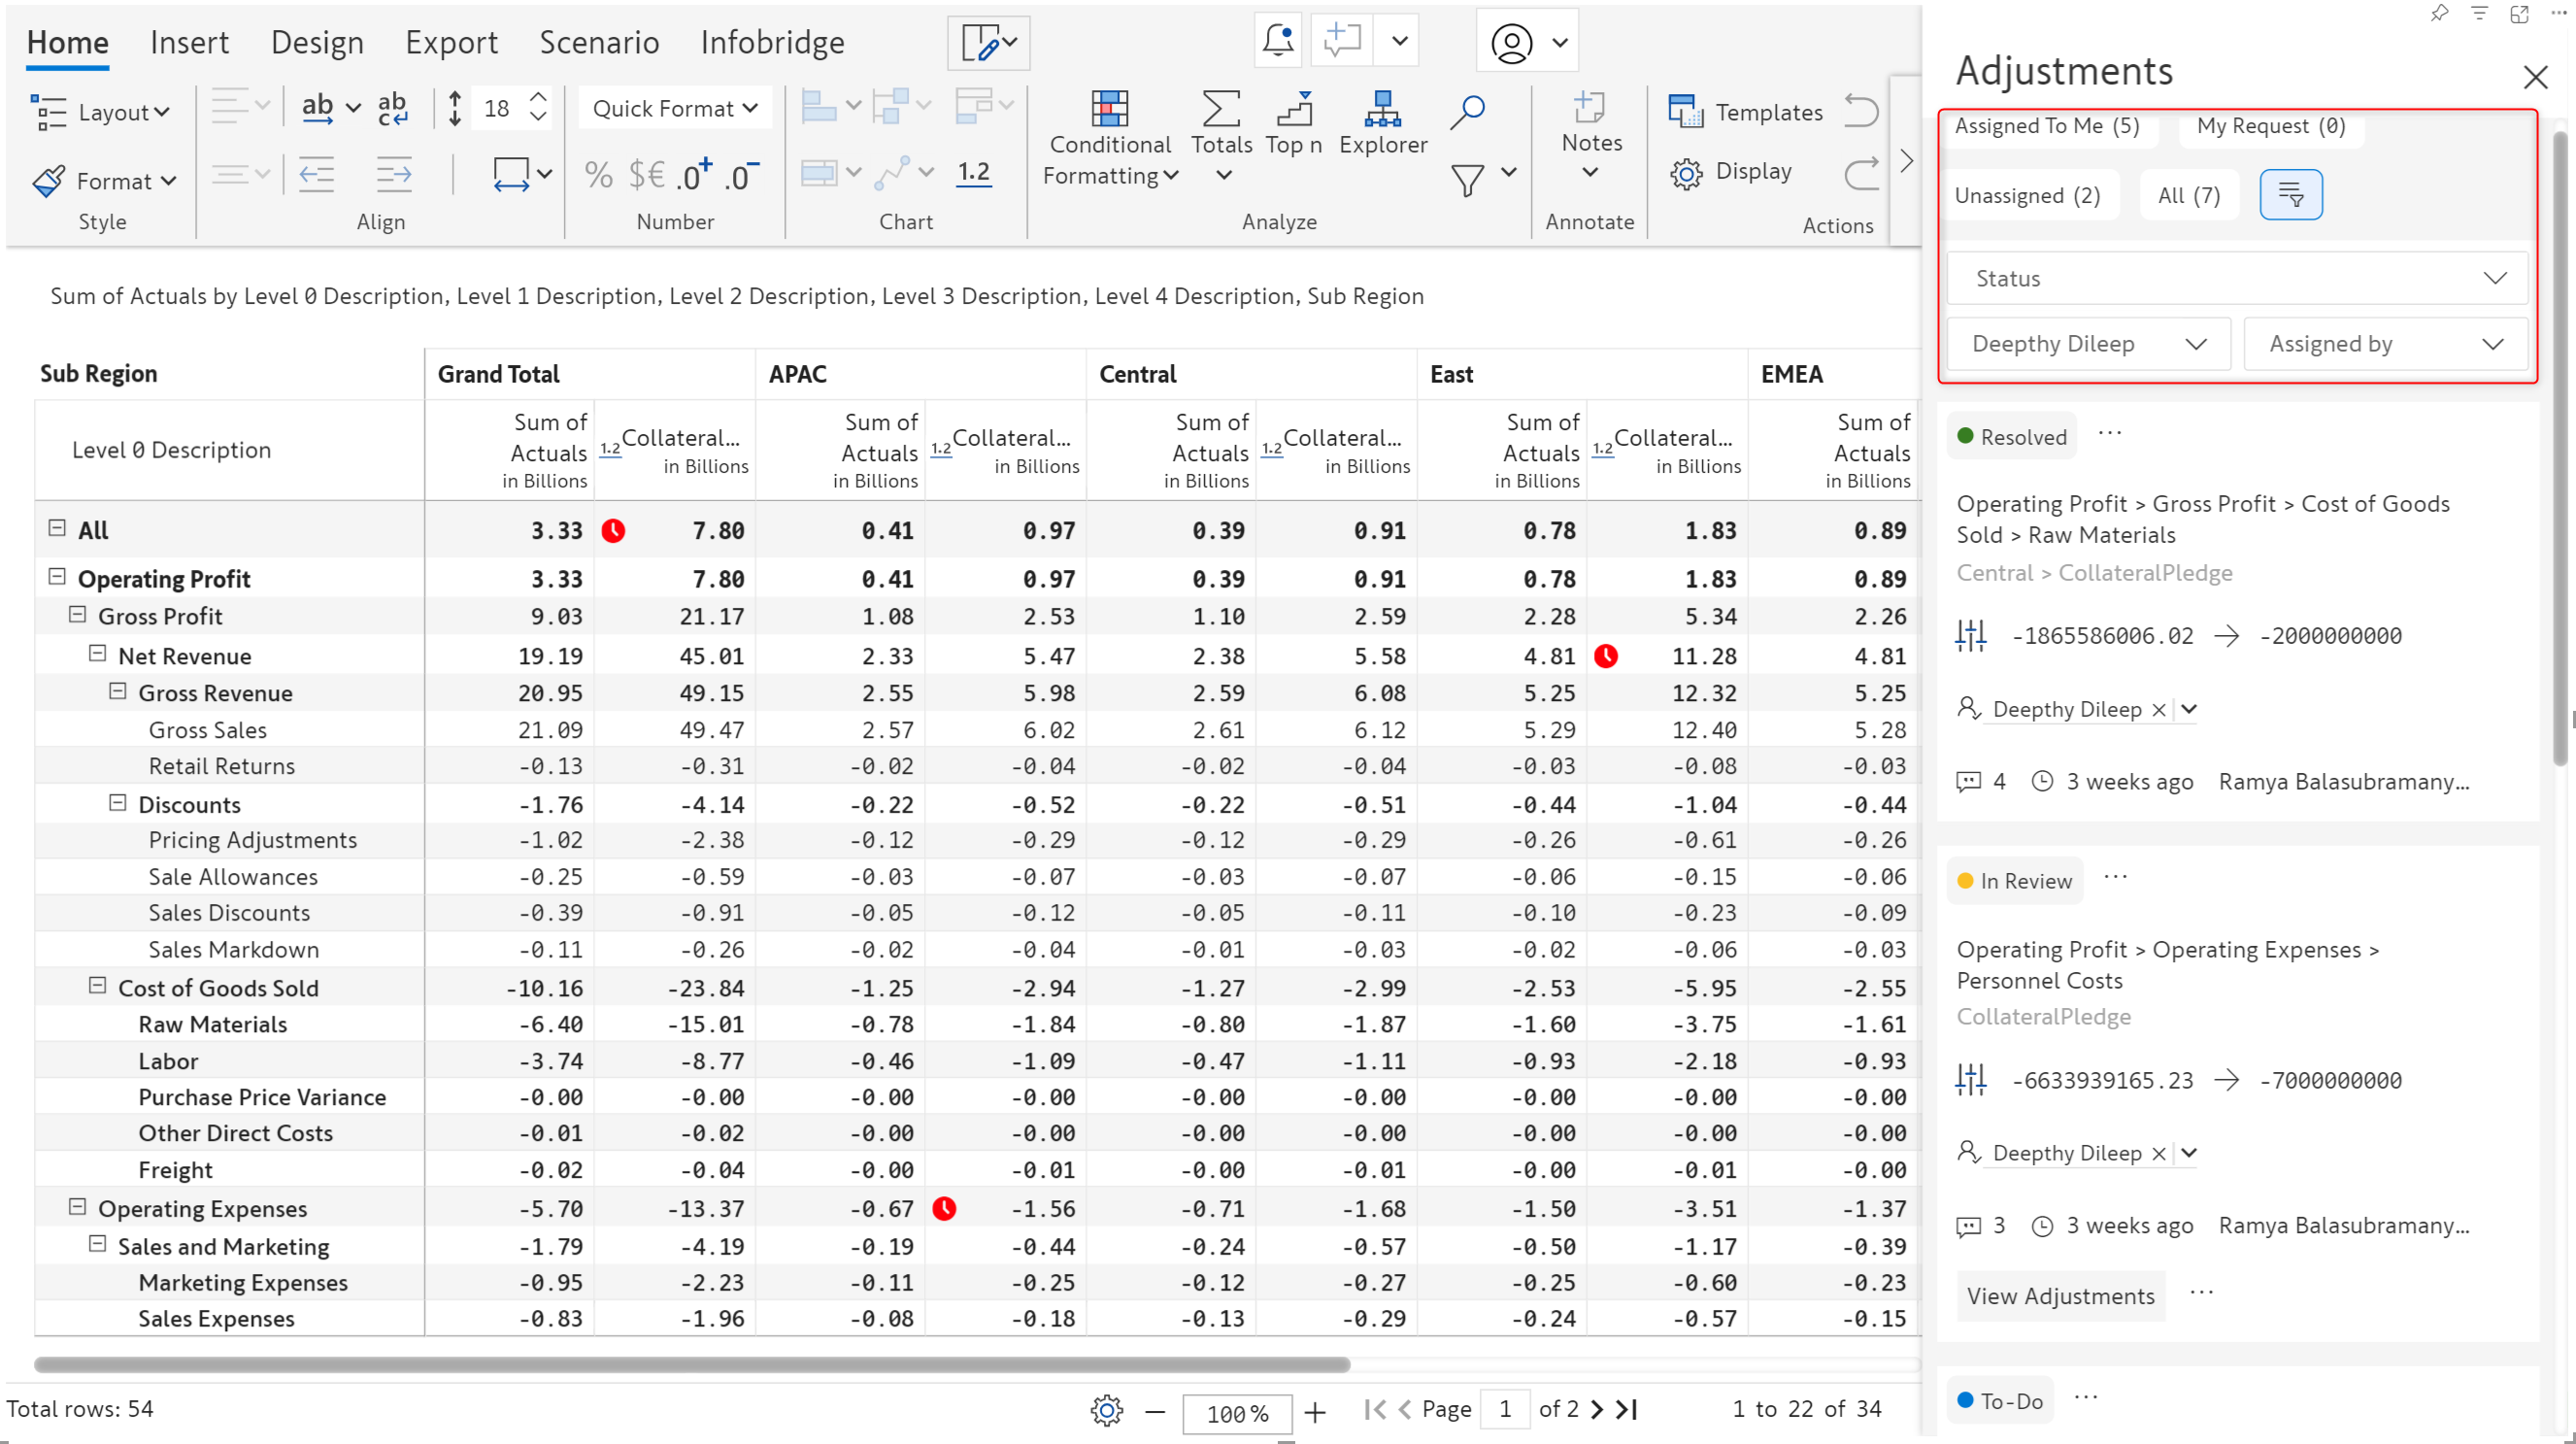 Home Insert Design Export Scenario Infobridge
Layout ab ab c 18 Quick Format
Format % $€ .0+ .0-
1.2
Conditional Formatting Totals Top n Explorer
Notes
Templates
Display
Style Align Number Chart Analyze Annotate Actions
Sum of Actuals by Level 0 Description, Level 1 Description, Level 2 Description, Level 3 Description, Level 4 Description, Sub Region
Sub Region Grand Total APAC Central East EMEA
Level 0 Description Sum of Actuals in Billions 1.2 Collateral... in Billions Sum of Actuals in Billions 1.2 Collateral... in Billions Sum of Actuals in Billions 1.2 Collateral... in Billions Sum of Actuals in Billions 1.2 Collateral... in Billions Sum of Actuals in Billions
All 3.33 7.80 0.41 0.97 0.39 0.91 0.78 1.83 0.89
Operating Profit 3.33 7.80 0.41 0.97 0.39 0.91 0.78 1.83 0.89
Gross Profit 9.03 21.17 1.08 2.53 1.10 2.59 2.28 5.34 2.26
Net Revenue 19.19 45.01 2.33 5.47 2.38 5.58 4.81 11.28 4.81
Gross Revenue 20.95 49.15 2.55 5.98 2.59 6.08 5.25 12.32 5.25
Gross Sales 21.09 49.47 2.57 6.02 2.61 6.12 5.29 12.40 5.28
Retail Returns -0.13 -0.31 -0.02 -0.04 -0.02 -0.04 -0.03 -0.08 -0.03
Discounts -1.76 -4.14 -0.22 -0.52 -0.22 -0.51 -0.44 -1.04 -0.44
Pricing Adjustments -1.02 -2.38 -0.12 -0.29 -0.12 -0.29 -0.26 -0.61 -0.26
Sale Allowances -0.25 -0.59 -0.03 -0.07 -0.03 -0.07 -0.06 -0.15 -0.06
Sales Discounts -0.39 -0.91 -0.05 -0.12 -0.05 -0.11 -0.10 -0.23 -0.09
Sales Markdown -0.11 -0.26 -0.02 -0.04 -0.01 -0.03 -0.02 -0.06 -0.03
Cost of Goods Sold -10.16 -23.84 -1.25 -2.94 -1.27 -2.99 -2.53 -5.95 -2.55
Raw Materials -6.40 -15.01 -0.78 -1.84 -0.80 -1.87 -1.60 -3.75 -1.61
Labor -3.74 -8.77 -0.46 -1.09 -0.47 -1.11 -0.93 -2.18 -0.93
Purchase Price Variance -0.00 -0.00 -0.00 -0.00 -0.00 -0.00 -0.00 -0.00 -0.00
Other Direct Costs -0.01 -0.02 -0.00 -0.00 -0.00 -0.00 -0.00 -0.00 -0.00
Freight -0.02 -0.04 -0.00 -0.01 -0.00 -0.01 -0.00 -0.01 -0.00
Operating Expenses -5.70 -13.37 -0.67 -1.56 -0.71 -1.68 -1.50 -3.51 -1.37
Sales and Marketing -1.79 -4.19 -0.19 -0.44 -0.24 -0.57 -0.50 -1.17 -0.39
Marketing Expenses -0.95 -2.23 -0.11 -0.25 -0.12 -0.27 -0.25 -0.60 -0.23
Sales Expenses -0.83 -1.96 -0.08 -0.18 -0.13 -0.29 -0.24 -0.57 -0.15
Total rows: 54 100% Page 1 of 2 1 to 22 of 34
Adjustments
Assigned To Me (5) My Request (0)
Unassigned (2) All (7)
Status
Deepthy Dileep Assigned by
Resolved ...
Operating Profit > Gross Profit > Cost of Goods
Sold > Raw Materials
Central > CollateralPledge
-1865586006.02 → -2000000000
Deepthy Dileep ×
4 3 weeks ago Ramya Balasubramany...
In Review ...
Operating Profit > Operating Expenses >
Personnel Costs
CollateralPledge
-6633939165.23 → -7000000000
Deepthy Dileep ×
3 3 weeks ago Ramya Balasubramany...
View Adjustments ...
To-Do ...